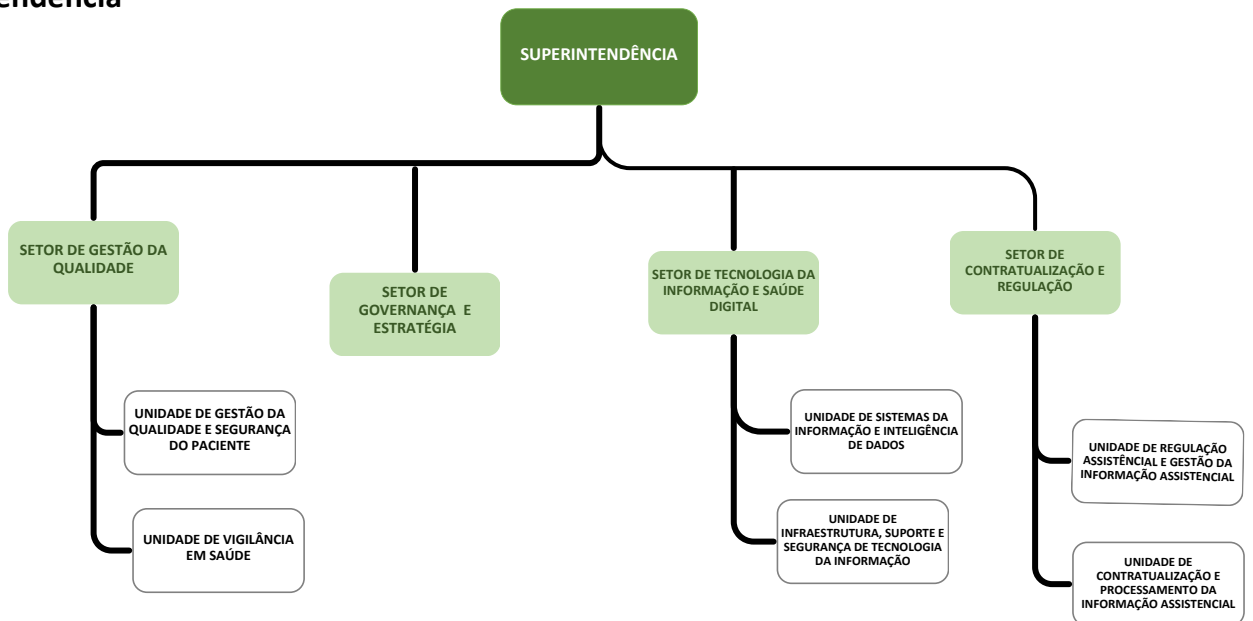 endência
SUPERINTENDÊNCIA
SETOR DE GESTÃO DA
QUALIDADE
SETOR DE
GOVERNANÇA E
ESTRATÉGIA
SETOR DE TECNOLOGIA DA
INFORMAÇÃO E SAÚDE
DIGITAL
SETOR DE
CONTRATUALIZAÇÃO E
REGULAÇÃO
UNIDADE DE GESTÃO DA
QUALIDADE E SEGURANÇA
DO PACIENTE
UNIDADE DE VIGILÂNCIA
EM SAÚDE
UNIDADE DE SISTEMAS DA
INFORMAÇÃO E INTELIGÊNCIA
DE DADOS
UNIDADE DE
INFRAESTRUTURA, SUPORTE E
SEGURANÇA DE TECNOLOGIA
DA INFORMAÇÃO
UNIDADE DE REGULAÇÃO
ASSISTÊNCIAL E GESTÃO DA
INFORMAÇÃO ASSISTENCIAL
UNIDADE DE
CONTRATUALIZAÇÃO E
PROCESSAMENTO DA
INFORMAÇÃO ASSISTENCIAL